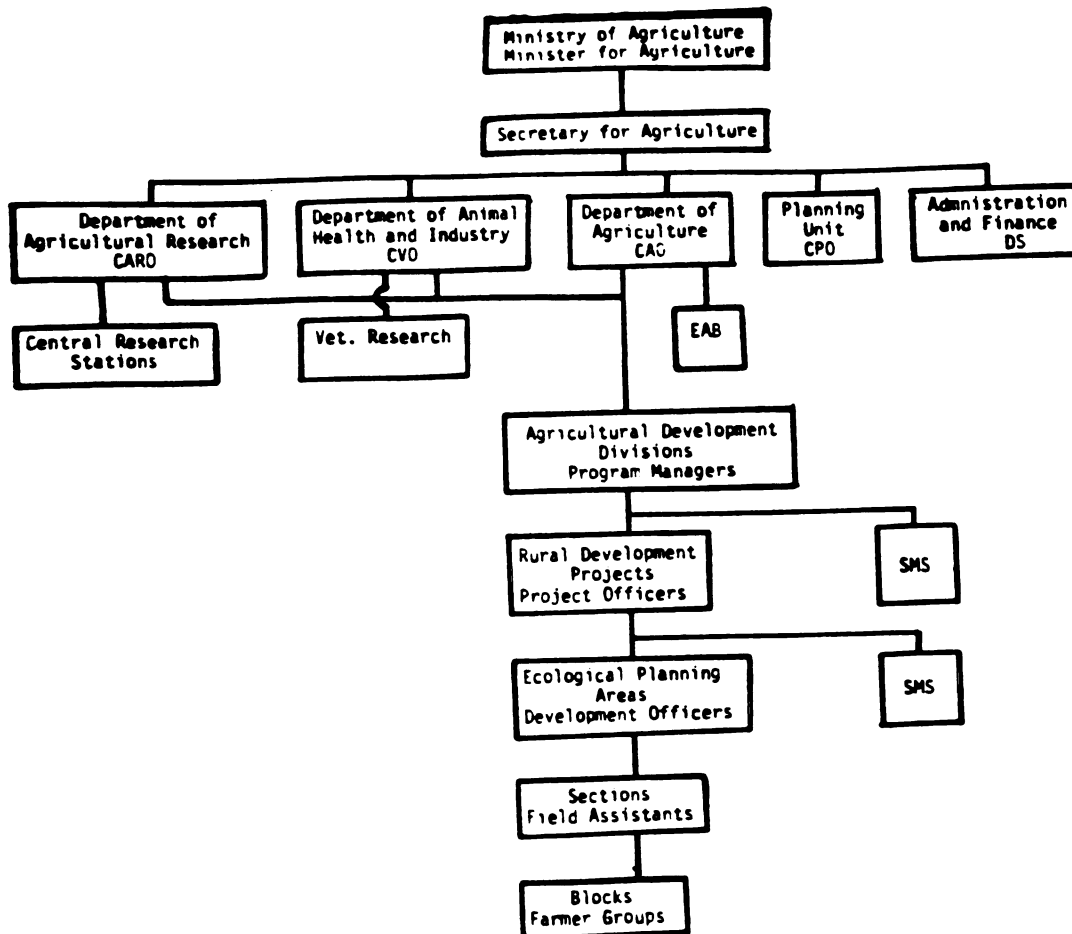 Ministry of Agriculture
Minister for Agriculture
Secretary for Agriculture
Department of
Agricultural Research
CARO
Department of Animal
Health and Industry
CVO
Department of
Agriculture
CAO
Planning
Unit
CPO
Admnistration
and Finance
DS
Central Research
Stations
Vet. Research
EAB
Agricultural Development
Divisions
Program Managers
Rural Development
Projects
Project Officers
SMS
Ecological Planning
Areas
Development Officers
SMS
Sections
Field Assistants
Blocks
Farmer Groups